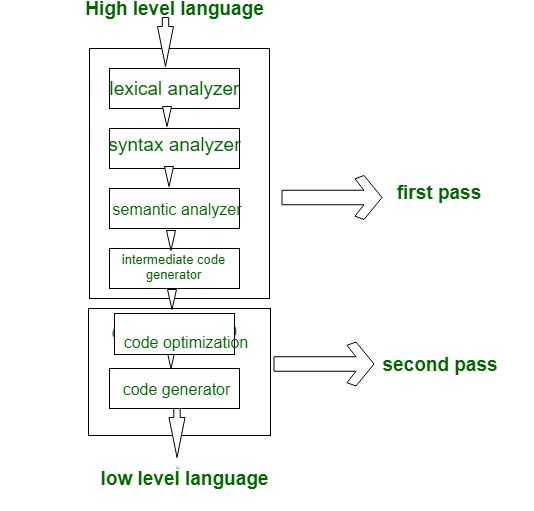 High level language
lexical analyzer
syntax analyzer
semantic analyzer
first pass
intermediate code
generator
code optimization
second pass
code generator
low level language